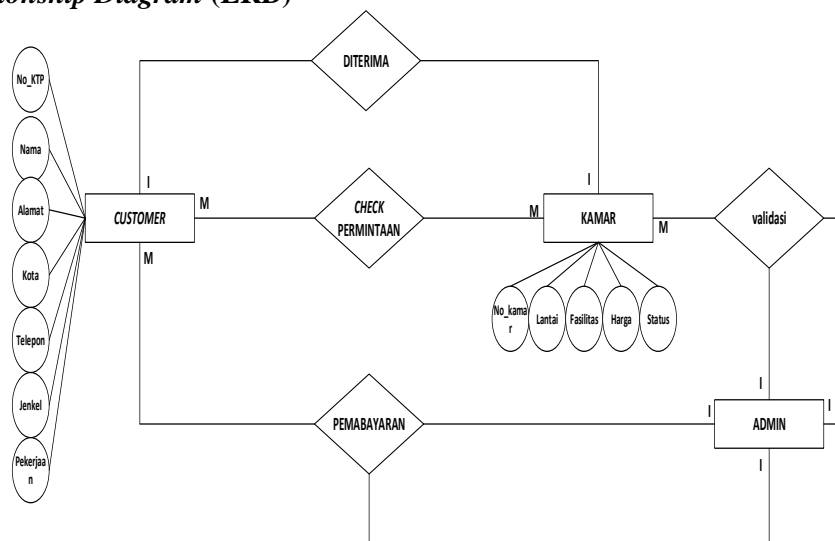 onship Diagram (ERD)
DITERIMA
No_KTP
Nama
Alamat
Kota
Telepon
Jenkel
Pekerjaa
n
I
CUSTOMER
M
M
CHECK
PERMINTAAN
I
M
KAMAR
M
validasi
No_kama
r
Lantai
Fasilitas
Harga
Status
PEMABAYARAN
I
I
ADMIN
I
I